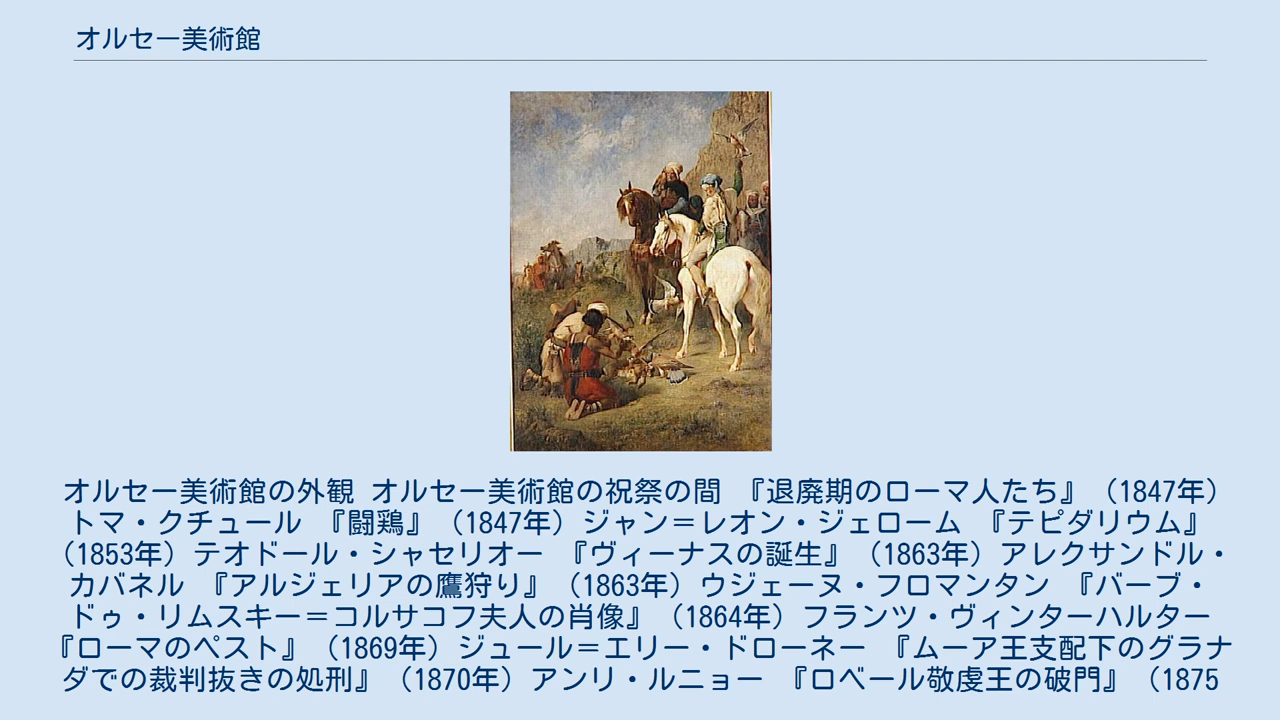 オルセー美術館
オルセー美術館の外観 オルセー美術館の祝祭の間 『退廃期のローマ人たち』（1847年）
トマ・クチュール 『闘鶏』（1847年）ジャン＝レオン・ジェローム 『テピダリウム』
（1853年）テオドール・シャセリオー 『ヴィーナスの誕生』（1863年）アレクサンドル・
カバネル 『アルジェリアの鷹狩り』（1863年）ウジェーヌ・フロマンタン 『バーブ・
ドゥ・リムスキー＝コルサコフ夫人の肖像』（1864年）フランツ・ヴィンターハルター
『ローマのペスト』（1869年）ジュール＝エリー・ドローネー 『ムーア王支配下のグラナ
ダでの裁判抜きの処刑』（1870年）アンリ・ルニョー 『ロベール敬虔王の破門』（1875